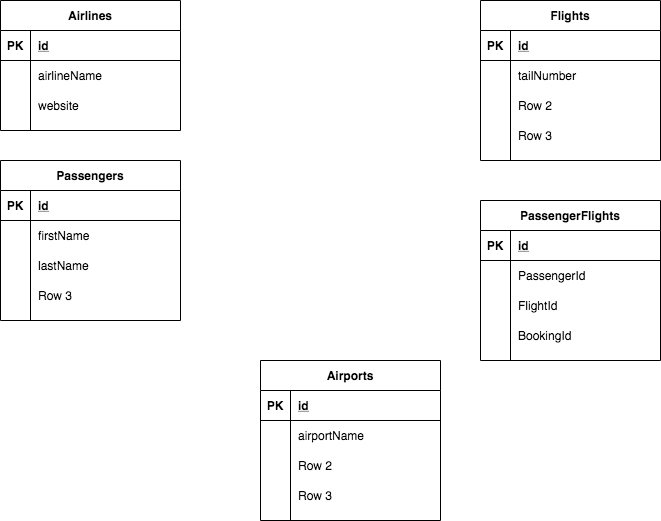 Airlines
PK id
airlineName
website
Passengers
PK id
firstName
lastName
Row 3
Flights
PK id
tailNumber
Row 2
Row 3
PassengerFlights
PK id
PassengerId
FlightId
BookingId
Airports
PK id
airportName
Row 2
Row 3